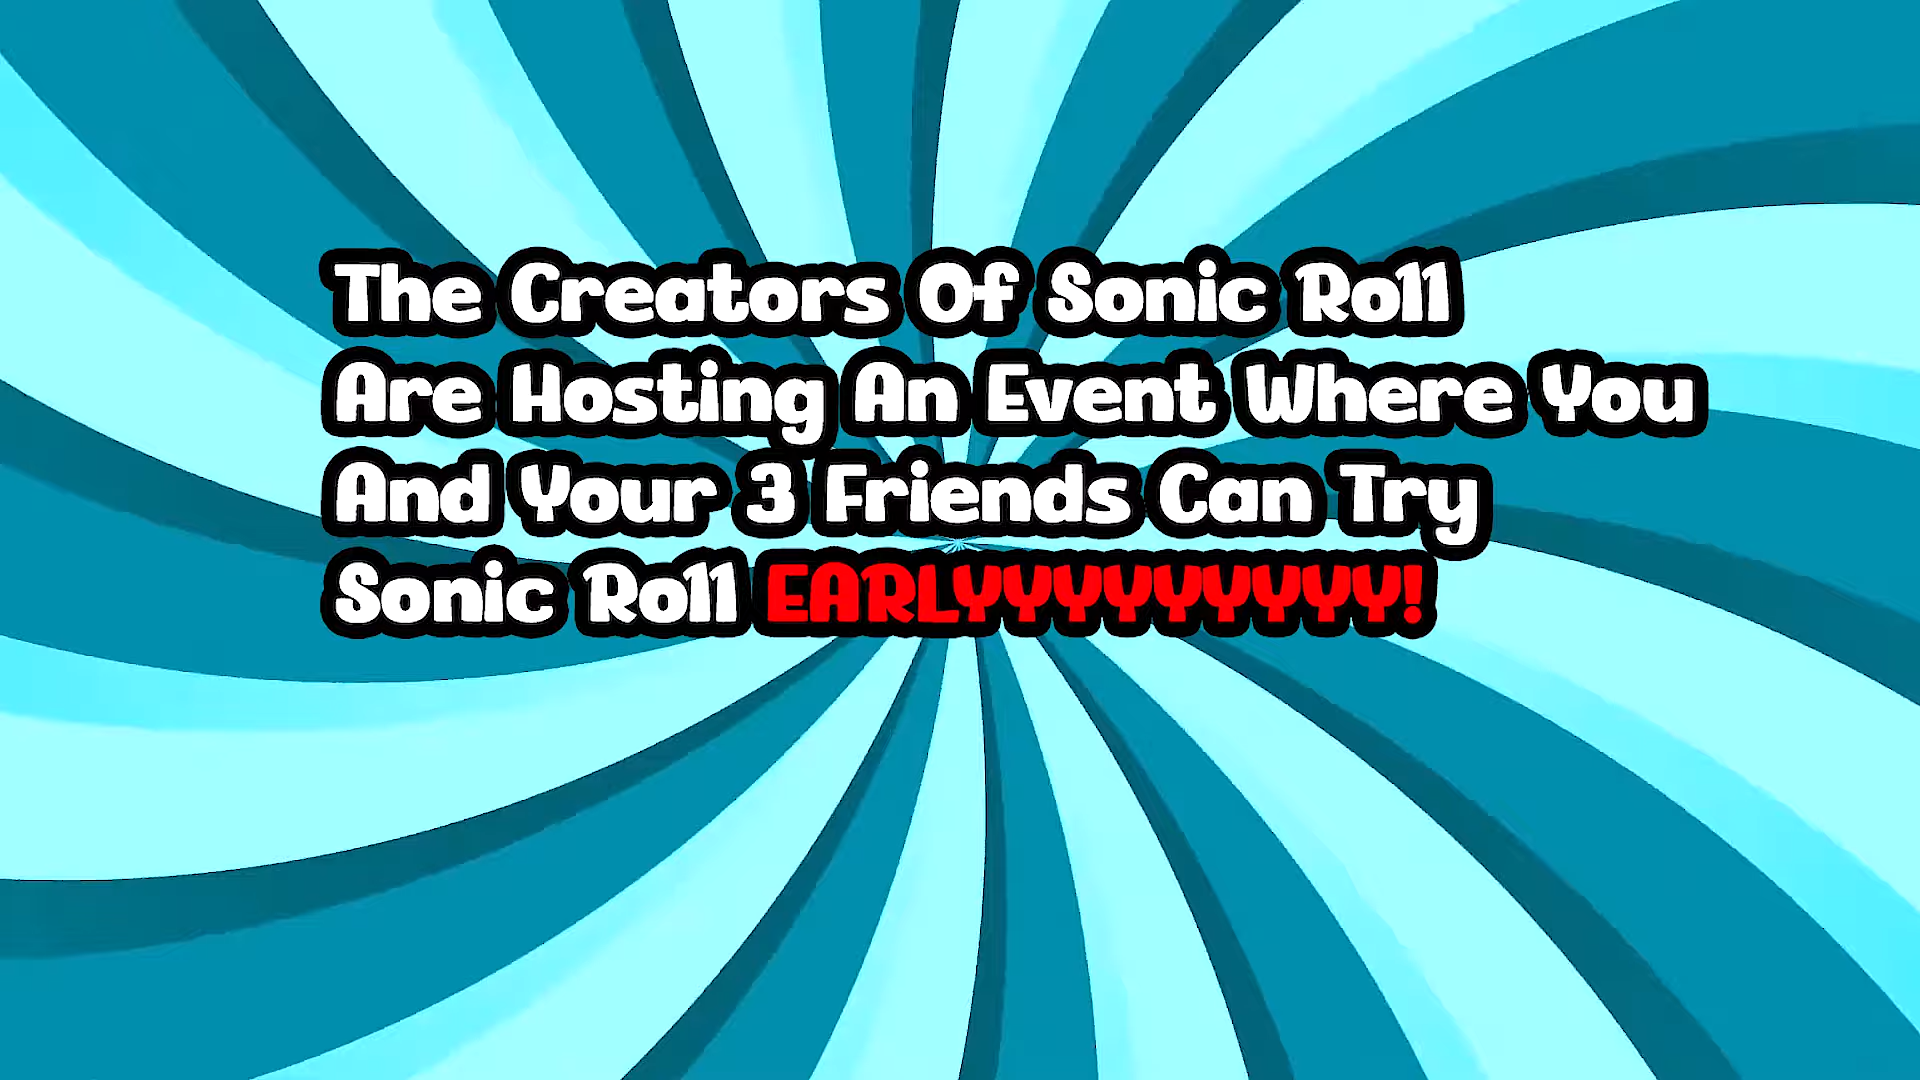 The Creators Of Sonic Roll
Are Hosting An Event Where You
And Your 3 Friends Can Try
Sonic Roll EARLYYYYYYYYY!